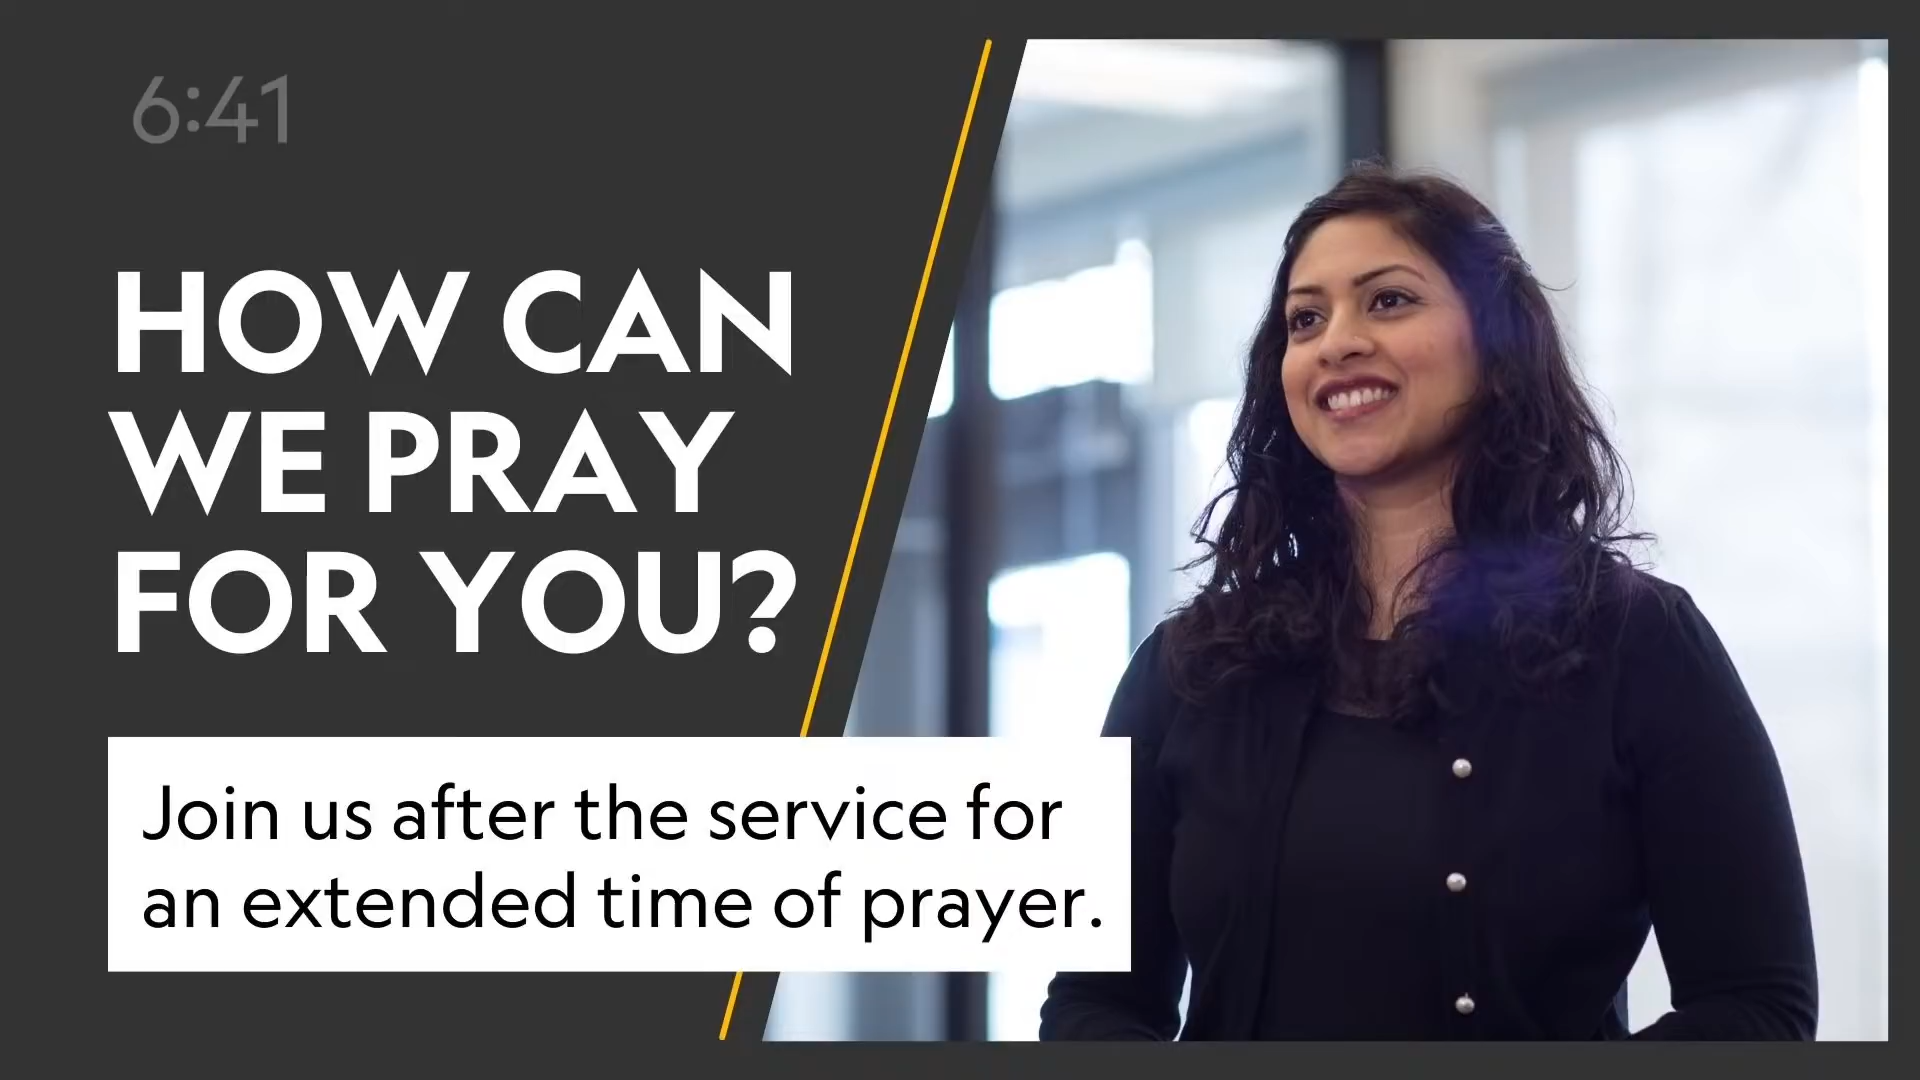 6:41
HOW CAN
WE PRAY
FOR YOU?
Join us after the service for
an extended time of prayer.